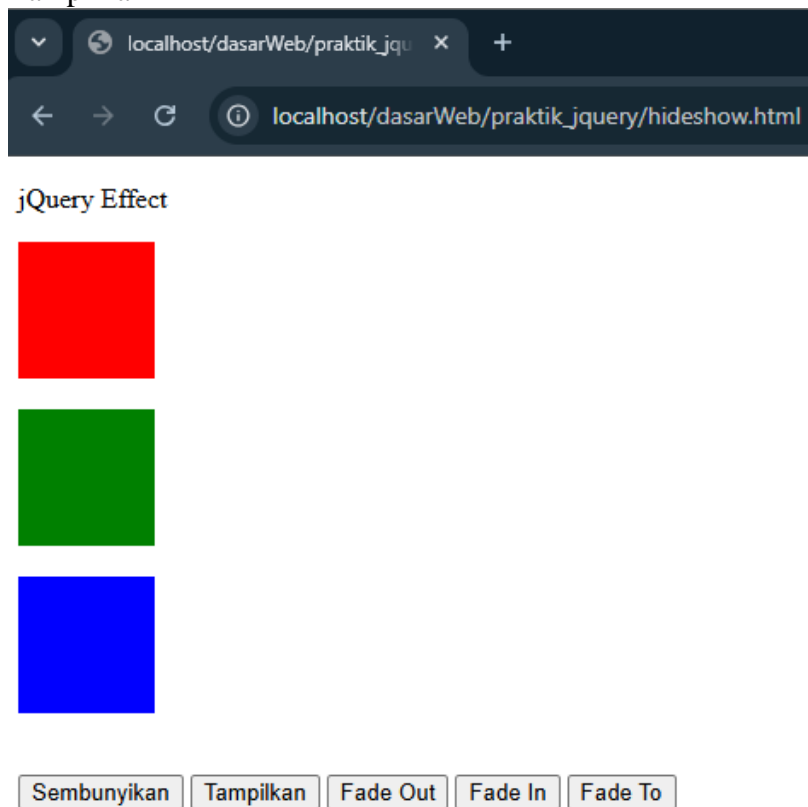 localhost/dasarWeb/praktik_jqu
localhost/dasarWeb/praktik_jquery/hideshow.html
jQuery Effect
Sembunyikan Tampilkan Fade Out Fade In Fade To